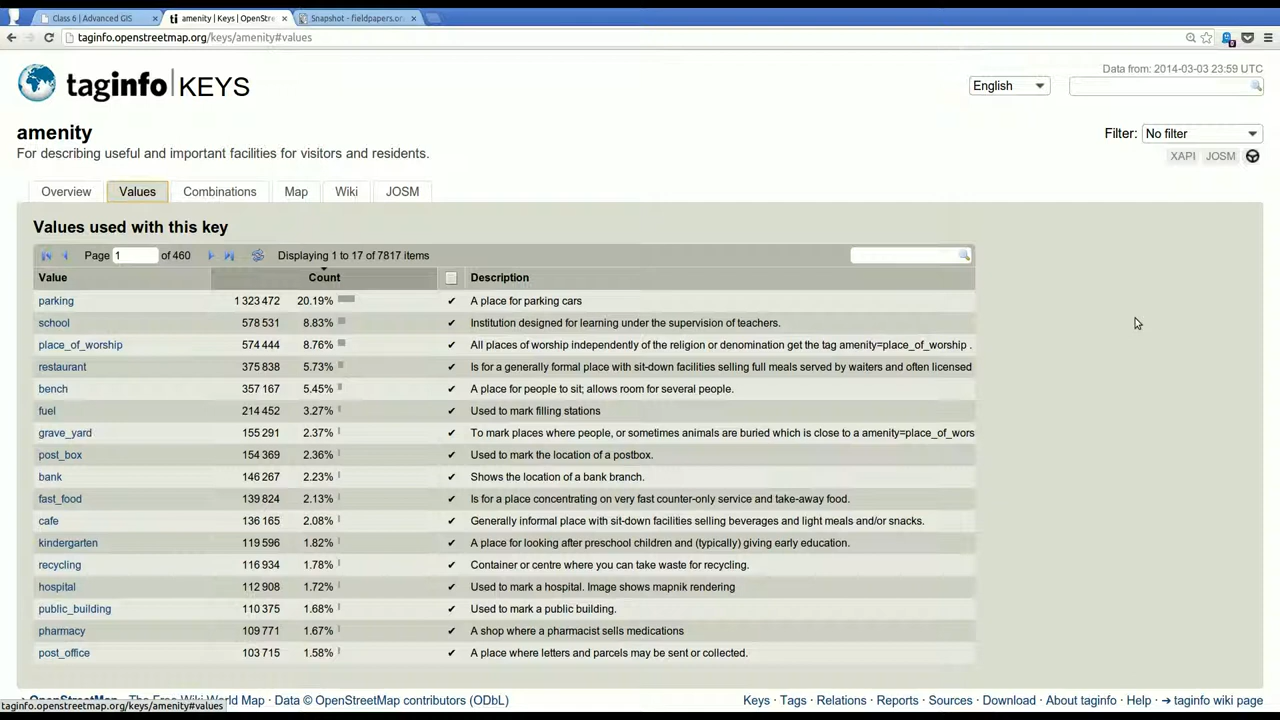 Class 6 | Advanced GIS
amenity | Keys | OpenStre
Snapshot - fieldpapers.or
taginfo.openstreetmap.org/keys/amenity#values
Data from: 2014-03-03 23:59 UTC
taginfo|KEYS
English
amenity
Filter: No filter
For describing useful and important facilities for visitors and residents.
XAPI JOSM
Overview Values Combinations Map Wiki JOSM
Values used with this key
Page 1 of 460 Displaying 1 to 17 of 7817 items
Value Count Description
parking 1 323 472 20.19% ✔ A place for parking cars
school 578 531 8.83% ✔ Institution designed for learning under the supervision of teachers.
place_of_worship 574 444 8.76% ✔ All places of worship independently of the religion or denomination get the tag amenity=place_of_worship .
restaurant 375 838 5.73% ✔ Is for a generally formal place with sit-down facilities selling full meals served by waiters and often licensed
bench 357 167 5.45% ✔ A place for people to sit; allows room for several people.
fuel 214 452 3.27% ✔ Used to mark filling stations
grave_yard 155 291 2.37% ✔ To mark places where people, or sometimes animals are buried which is close to a amenity=place_of_wors
post_box 154 369 2.36% ✔ Used to mark the location of a postbox.
bank 146 267 2.23% ✔ Shows the location of a bank branch.
fast_food 139 824 2.13% ✔ Is for a place concentrating on very fast counter-only service and take-away food.
cafe 136 165 2.08% ✔ Generally informal place with sit-down facilities selling beverages and light meals and/or snacks.
kindergarten 119 596 1.82% ✔ A place for looking after preschool children and (typically) giving early education.
recycling 116 934 1.78% ✔ Container or centre where you can take waste for recycling.
hospital 112 908 1.72% ✔ Used to mark a hospital. Image shows mapnik rendering
public_building 110 375 1.68% ✔ Used to mark a public building.
pharmacy 109 771 1.67% ✔ A shop where a pharmacist sells medications
post_office 103 715 1.58% ✔ A place where letters and parcels may be sent or collected.
OpenStreetMap · The Free Wiki World Map · Data © OpenStreetMap contributors (ODbL) Keys · Tags · Relations · Reports · Sources · Download · About taginfo · Help · ➔ taginfo wiki page
taginfo.openstreetmap.org/keys/amenity#values